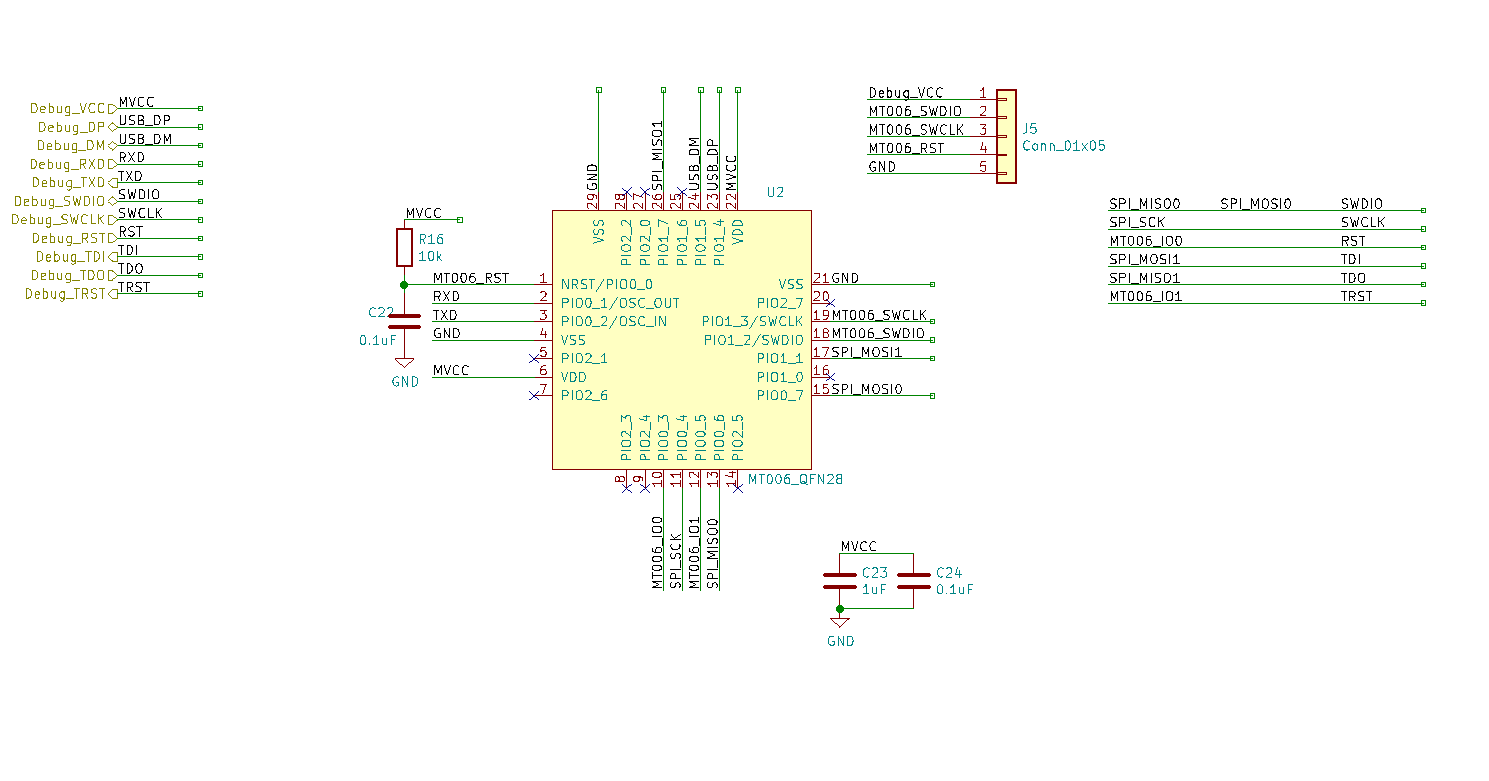 Debug_VCC MVCC
Debug_DP USB_DP
Debug_DM USB_DM
Debug_RXD RXD
Debug_TXD TXD
Debug_SWDIO SWDIO
Debug_SWCLK SWCLK
Debug_RST RST
Debug_TDI TDI
Debug_TDO TDO
Debug_TRST TRST
MVCC
R16
10k
C22
0.1uF
GND
GND
SPI_MISO1
USB_DM
USB_DP
MVCC
29 28 27 26 25 24 23 22
VSS
PIO2_2
PIO2_0
PIO1_7
PIO1_6
PIO1_5
PIO1_4
VDD
U2
MT006_RST 1 NRST/PIO0_0
RXD 2 PIO0_1/OSC_OUT
TXD 3 PIO0_2/OSC_IN
GND 4 VSS
5 PIO2_1
MVCC 6 VDD
7 PIO2_6
VSS 21 GND
PIO2_7 20
PIO1_3/SWCLK 19 MT006_SWCLK
PIO1_2/SWDIO 18 MT006_SWDIO
PIO1_1 17 SPI_MOSI1
PIO1_0 16
PIO0_7 15 SPI_MOSI0
PIO2_3
PIO2_4
PIO0_3
PIO0_4
PIO0_5
PIO0_6
PIO2_5
8 9 10 11 12 13 14
MT006_QFN28
MT006_IO0
SPI_SCK
MT006_IO1
SPI_MISO0
MVCC
C23
1uF
C24
0.1uF
GND
Debug_VCC 1
MT006_SWDIO 2
MT006_SWCLK 3
MT006_RST 4
GND 5
J5
Conn_01x05
SPI_MISO0 SPI_MOSI0 SWDIO
SPI_SCK SWCLK
MT006_IO0 RST
SPI_MOSI1 TDI
SPI_MISO1 TDO
MT006_IO1 TRST